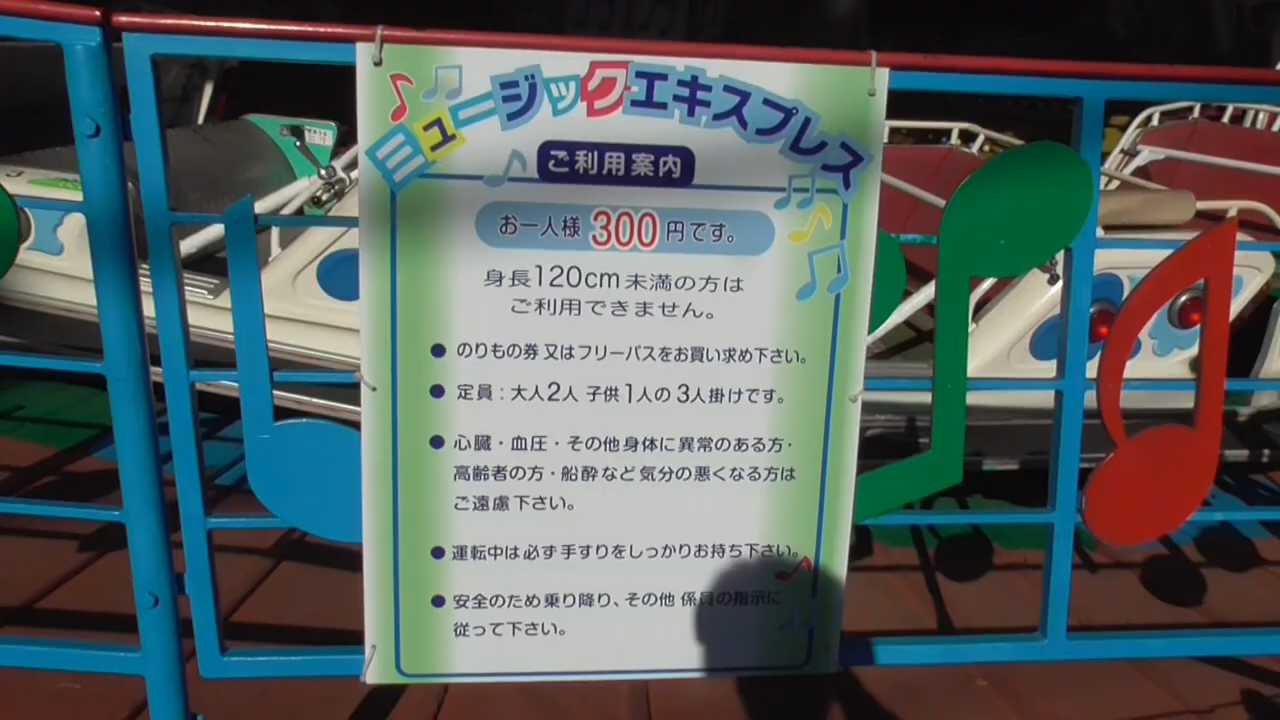 ミュージックエキスプレス
ご利用案内
お一人様 300 円です。
身長120cm未満の方は
ご利用できません。
● のりもの券又はフリーパスをお買い求め下さい。
● 定員：大人2人 子供1人の3人掛けです。
● 心臓・血圧・その他身体に異常のある方・
高齢者の方・船酔など気分の悪くなる方は
ご遠慮下さい。
● 運転中は必ず手すりをしっかりお持ち下さい。
● 安全のため乗り降り、その他係員の指示に
従って下さい。